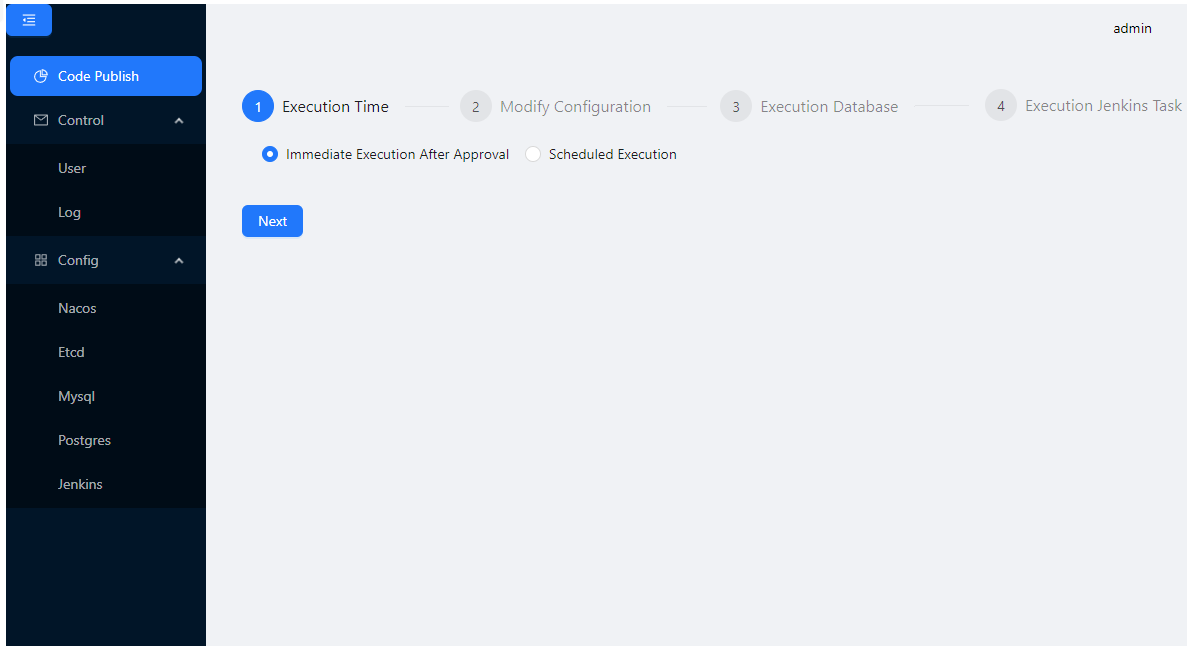 admin
Code Publish
Control
User
Log
Config
Nacos
Etcd
Mysql
Postgres
Jenkins
1 Execution Time 2 Modify Configuration 3 Execution Database 4 Execution Jenkins Task
Immediate Execution After Approval Scheduled Execution
Next